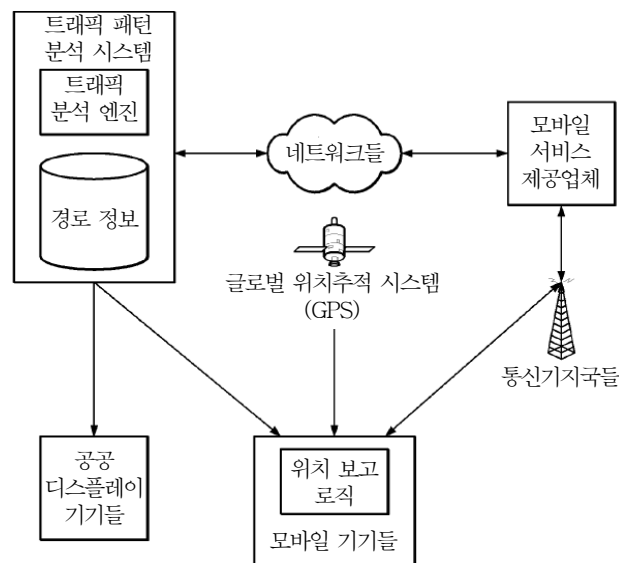 트래픽 패턴
분석 시스템
트래픽
분석 엔진
경로 정보
네트워크들
모바일
서비스
제공업체
글로벌 위치추적 시스템
(GPS)
통신기지국들
공공
디스플레이
기기들
위치 보고
로직
모바일 기기들